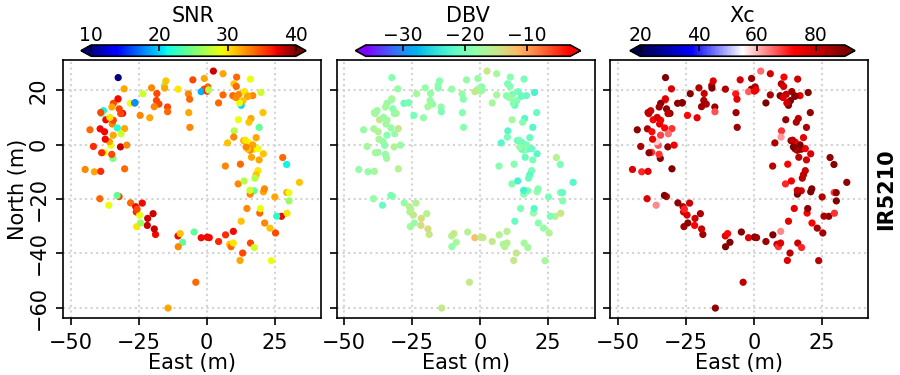 SNR DBV Xc
10 20 30 40 −30 −20 −10 20 40 60 80
North (m)
20
0
−20
−40
−60
IR5210
−50 −25 0 25 −50 −25 0 25 −50 −25 0 25
East (m) East (m) East (m)